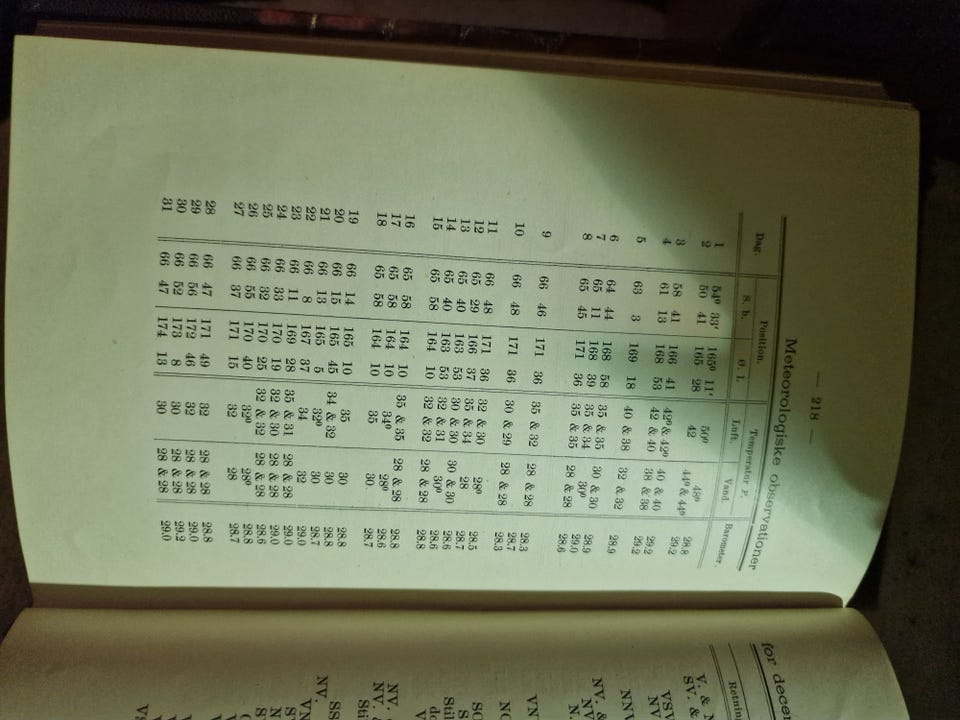 — 218 —
Meteorologiske observationer
Dag. Position. Temperatur F. Barometer.
S. b. Ø. l. Luft. Vand.
1 54° 33′ 165° 11′ 50° 48° 28.8
2 50 41 165 28 42 44° & 44° 29.2
3 58 41 166 41 42° & 42° 40 & 40 29.2
4 61 13 168 53 42 & 40 38 & 38 29.2
5 63 3 169 18 40 & 38 32 & 32 28.9
6 64 44 168 58 35 & 35 30 & 30 28.9
7 65 11 168 39 35 & 34 30° 29.0
8 65 45 171 36 35 & 35 28 & 28 28.6
9 66 46 171 36 35 & 32 28 & 28 28.3
28.7
10 66 48 171 36 30 & 29 28 & 28 28.3
11 66 48 171 36 32 & 30 28° 28.5
12 65 29 166 37 35 & 34 28 28.7
13 65 40 163 53 30 & 30 30 & 30 28.6
14 65 40 163 53 32 & 31 30° 28.6
15 65 58 164 10 32 & 32 28 & 28 28.8
16 65 58 164 10 35 & 35 28 & 28 28.8
17 65 58 164 10 34° 28° 28.6
18 65 58 164 10 35 30 28.7
19 66 14 165 10 35 30 28.8
20 66 15 165 45 34 & 32 30 28.8
21 66 13 165 5 32° 30 28.7
22 66 8 167 37 34 32 29.0
23 66 11 169 28 35 & 31 28 & 28 29.0
24 66 33 170 19 32 & 30 28 & 28 29.0
25 66 32 170 25 32 & 32 28 & 28 28.6
26 66 55 170 40 32° 28° 28.8
27 66 37 171 15 32 28 28.7
28 66 47 171 49 32 28 & 28 28.8
29 66 56 172 46 32 28 & 28 29.0
30 66 52 173 8 30 28 & 28 29.2
31 66 47 174 13 30 28 & 28 29.0
for decem
Retning
V. & N
SV. &
VSV
NV
NNV
NV. &
NV
N.
VN
NO
SO
S
Stil
do
V
NV. &
NV.
Stil
SS
NV.
VN
S
N
S